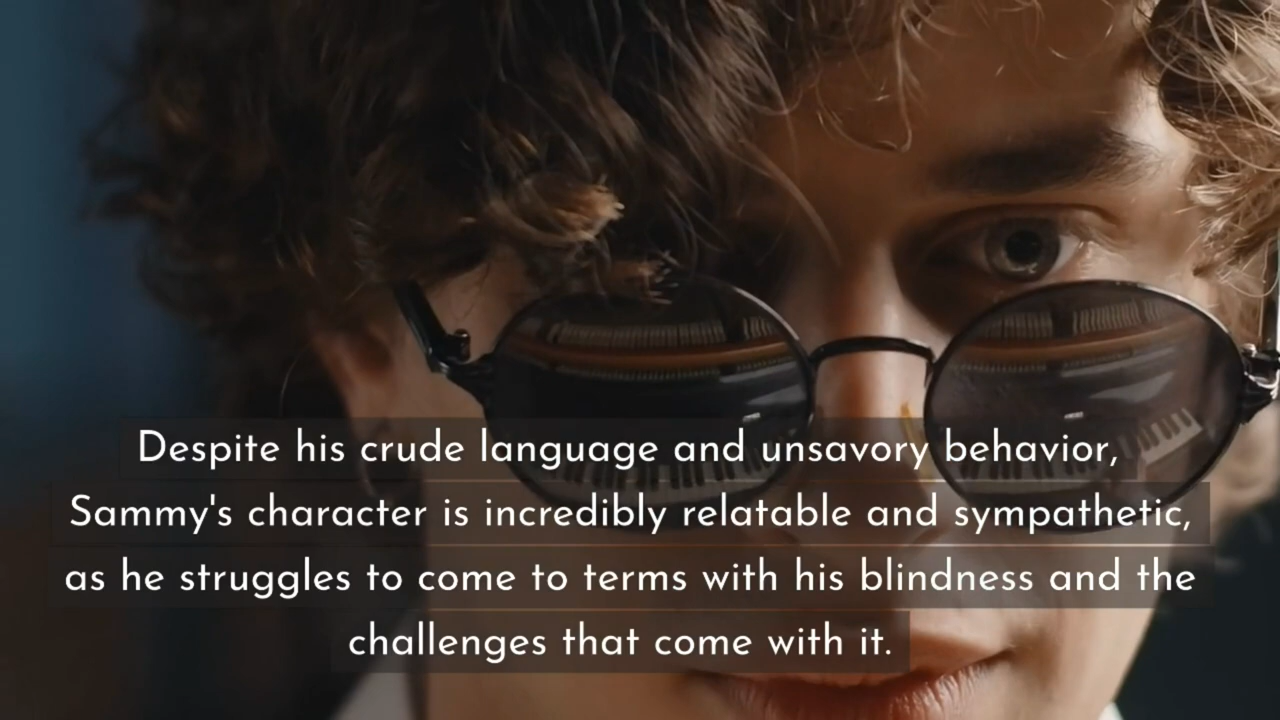 Despite his crude language and unsavory behavior,
Sammy's character is incredibly relatable and sympathetic,
as he struggles to come to terms with his blindness and the
challenges that come with it.